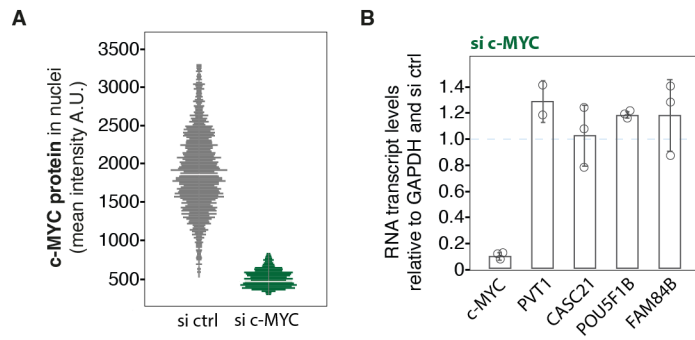 A
c-MYC protein in nuclei
(mean intensity A.U.)
3500
3000
2500
2000
1500
1000
500
si ctrl
si c-MYC
B
si c-MYC
RNA transcript levels
relative to GAPDH and si ctrl
1.4
1.2
1.0
0.8
0.6
0.4
0.2
0
c-MYC
PVT1
CASC21
POU5F1B
FAM84B